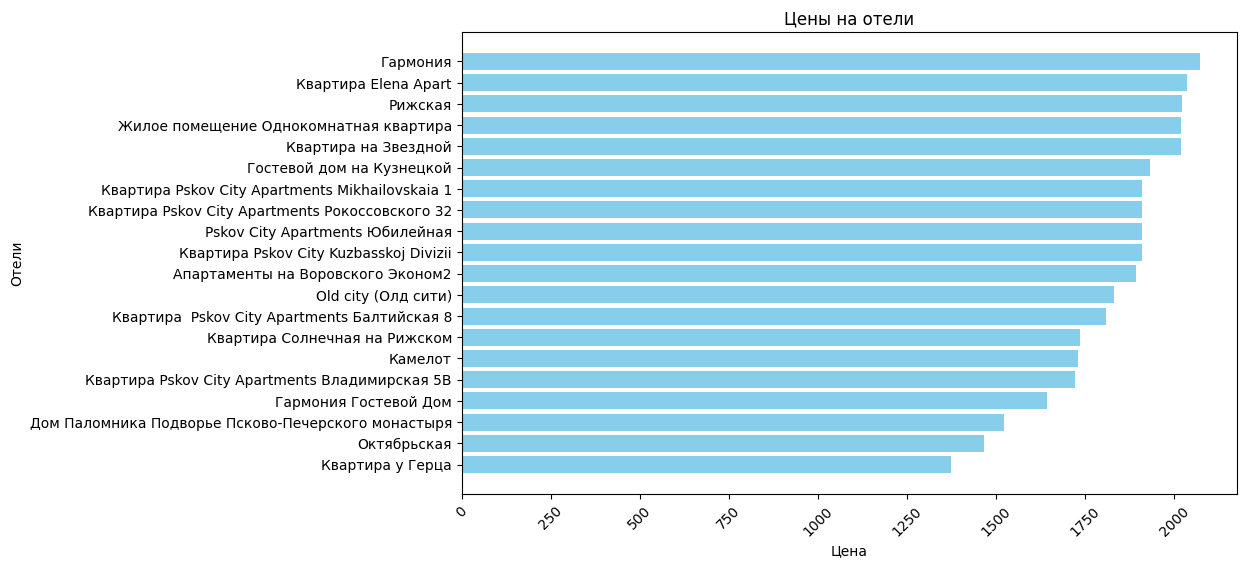 Цены на отели
Отели
Гармония
Квартира Elena Apart
Рижская
Жилое помещение Однокомнатная квартира
Квартира на Звездной
Гостевой дом на Кузнецкой
Квартира Pskov City Apartments Mikhailovskaia 1
Квартира Pskov City Apartments Рокоссовского 32
Pskov City Apartments Юбилейная
Квартира Pskov City Kuzbasskoj Divizii
Апартаменты на Воровского Эконом2
Old city (Олд сити)
Квартира  Pskov City Apartments Балтийская 8
Квартира Солнечная на Рижском
Камелот
Квартира Pskov City Apartments Владимирская 5В
Гармония Гостевой Дом
Дом Паломника Подворье Псково-Печерского монастыря
Октябрьская
Квартира у Герца
0 250 500 750 1000 1250 1500 1750 2000
Цена